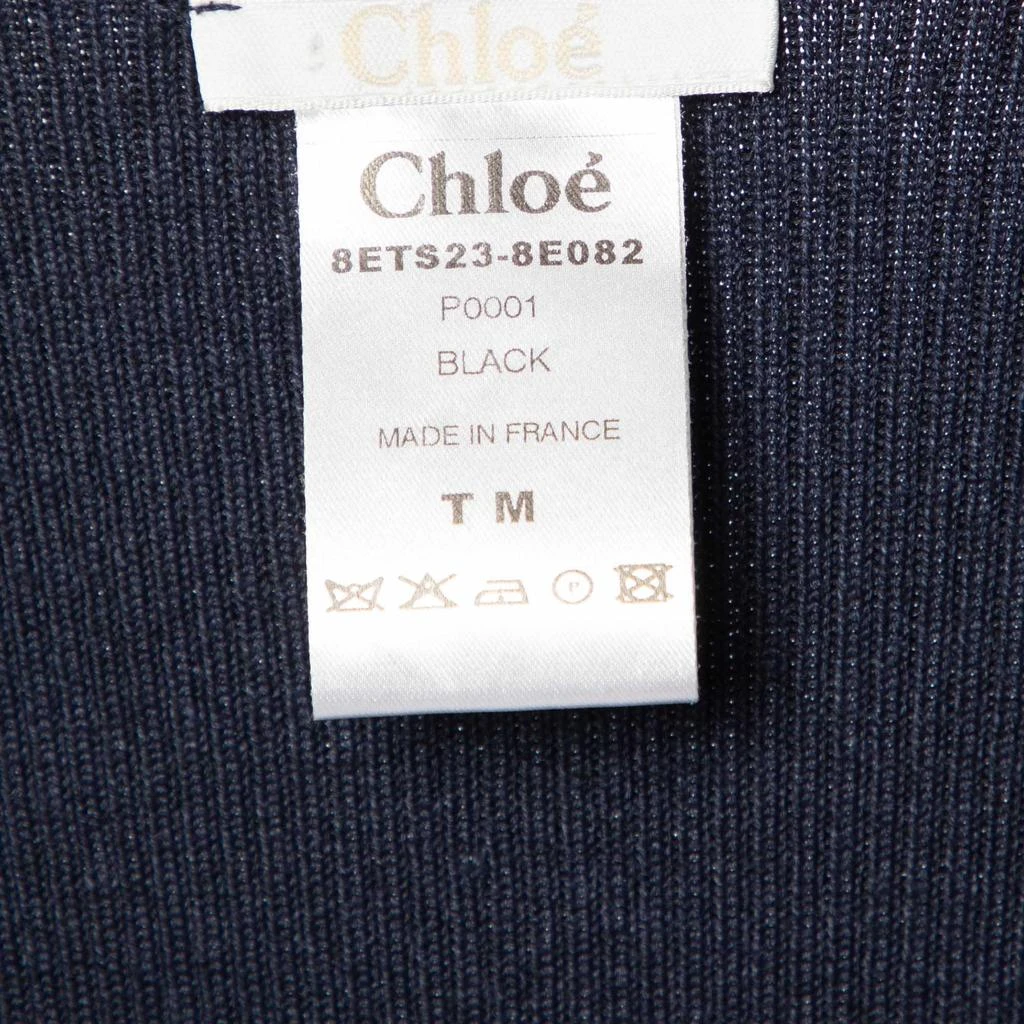 Chloé
Chloé
8ETS23-8E082
P0001
BLACK
MADE IN FRANCE
T M
P